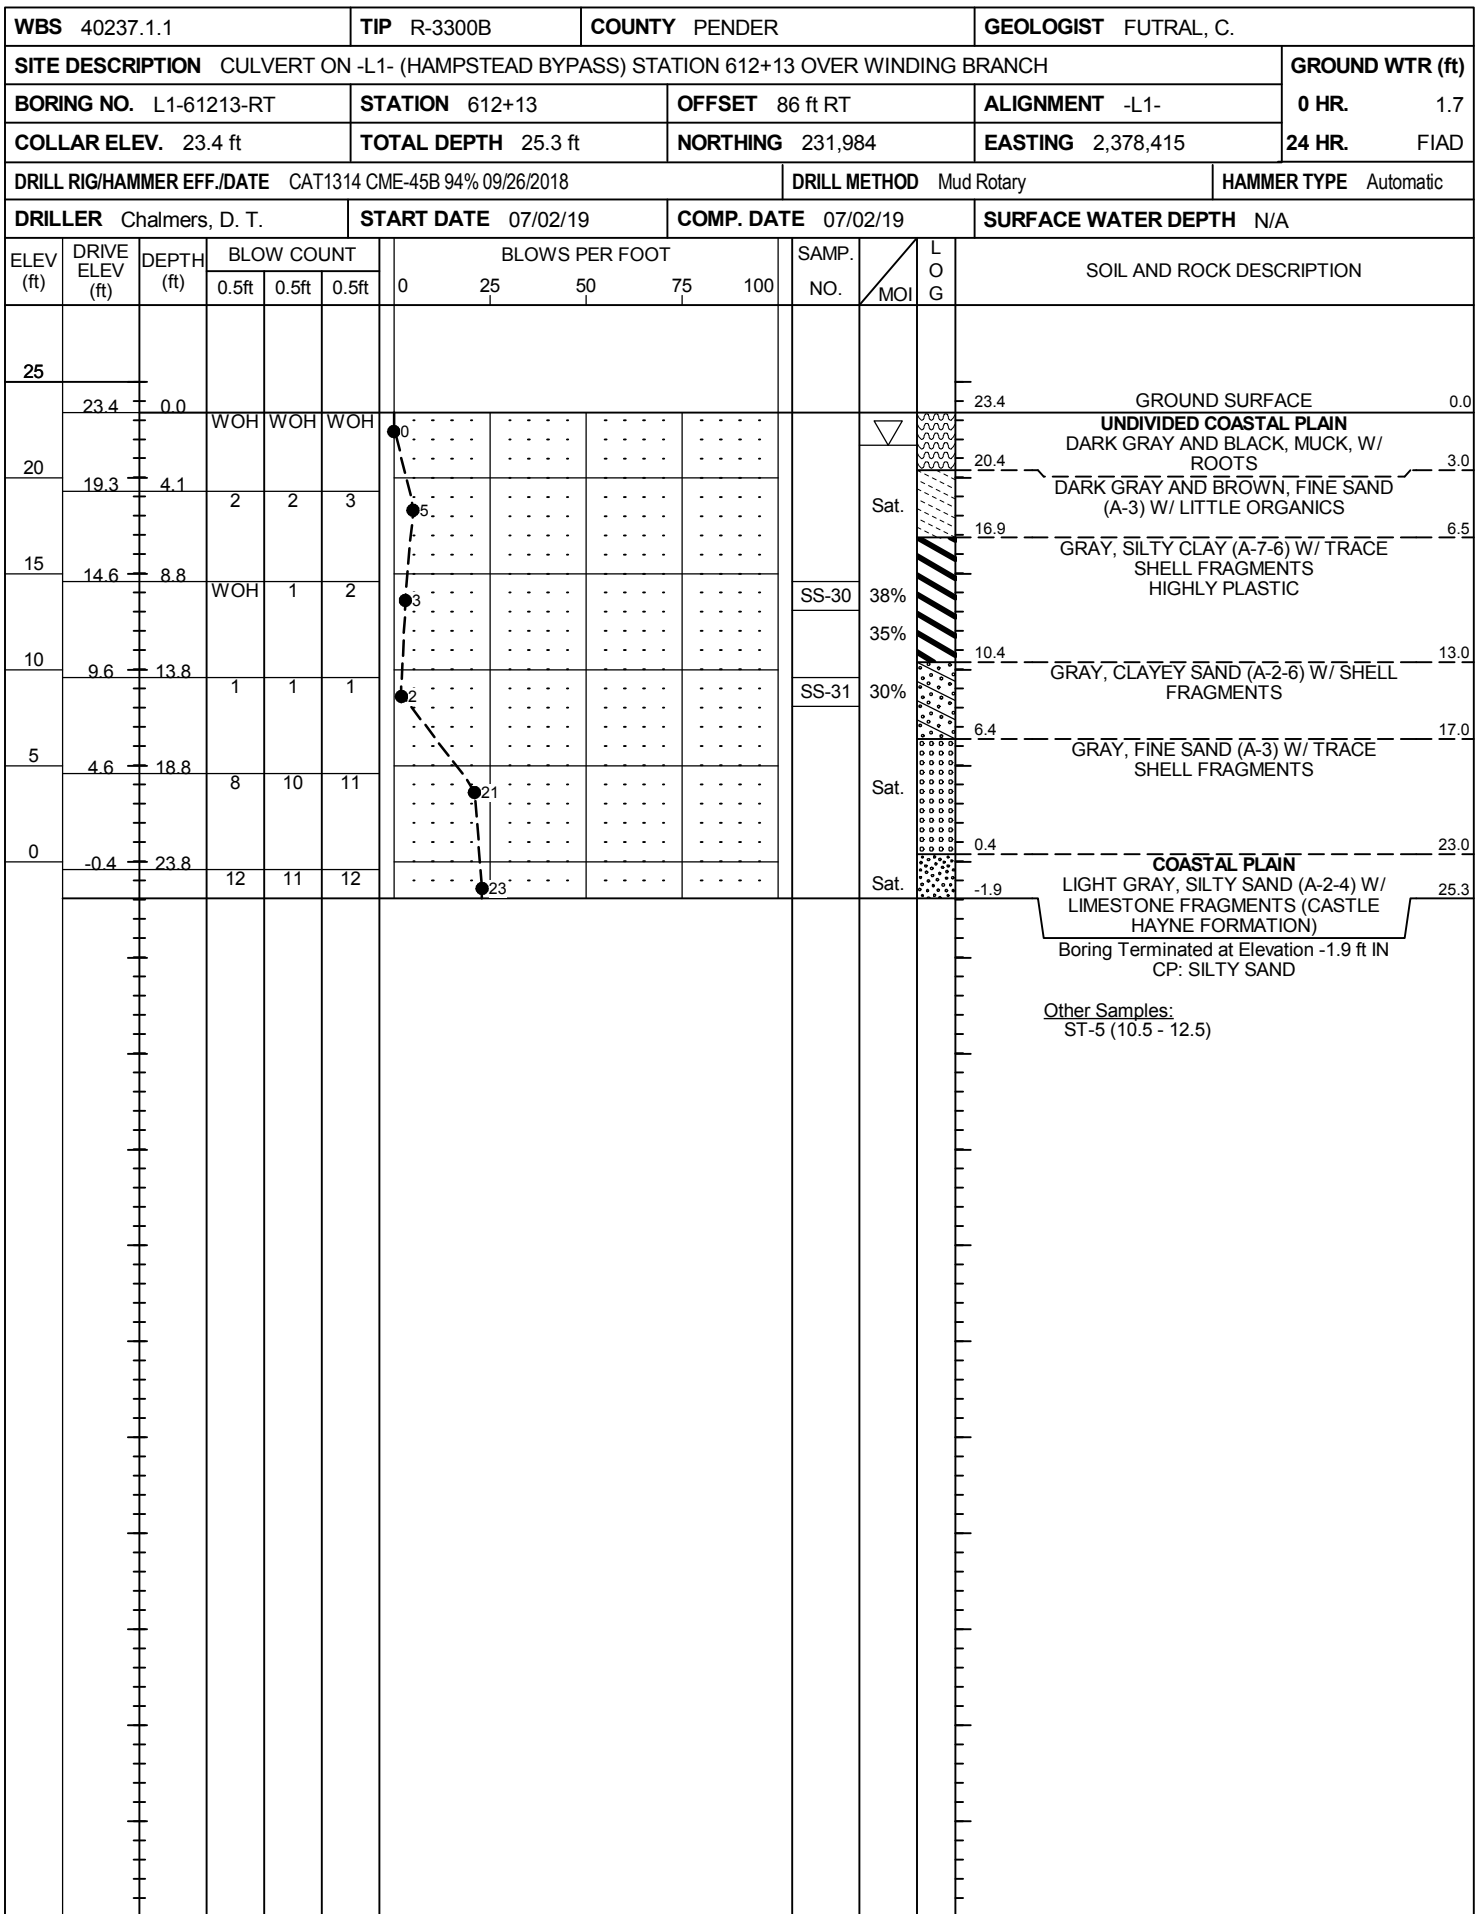 WBS 40237.1.1 TIP R-3300B COUNTY PENDER GEOLOGIST FUTRAL, C.
SITE DESCRIPTION CULVERT ON -L1- (HAMPSTEAD BYPASS) STATION 612+13 OVER WINDING BRANCH GROUND WTR (ft)
BORING NO. L1-61213-RT STATION 612+13 OFFSET 86 ft RT ALIGNMENT -L1- 0 HR. 1.7
COLLAR ELEV. 23.4 ft TOTAL DEPTH 25.3 ft NORTHING 231,984 EASTING 2,378,415 24 HR. FIAD
DRILL RIG/HAMMER EFF./DATE CAT1314 CME-45B 94% 09/26/2018 DRILL METHOD Mud Rotary HAMMER TYPE Automatic
DRILLER Chalmers, D. T. START DATE 07/02/19 COMP. DATE 07/02/19 SURFACE WATER DEPTH N/A
ELEV (ft) DRIVE ELEV (ft) DEPTH (ft) BLOW COUNT BLOWS PER FOOT SAMP. NO. MOI LOG SOIL AND ROCK DESCRIPTION
0.5ft 0.5ft 0.5ft 0 25 50 75 100
25
23.4 0.0 23.4 GROUND SURFACE 0.0
WOH WOH WOH 0 UNDIVIDED COASTAL PLAIN
DARK GRAY AND BLACK, MUCK, W/
ROOTS
20 20.4 3.0
19.3 4.1 DARK GRAY AND BROWN, FINE SAND
2 2 3 5 Sat. (A-3) W/ LITTLE ORGANICS
16.9 6.5
15 GRAY, SILTY CLAY (A-7-6) W/ TRACE
14.6 8.8 SHELL FRAGMENTS
WOH 1 2 3 SS-30 38% HIGHLY PLASTIC
35%
10 10.4 13.0
9.6 13.8 GRAY, CLAYEY SAND (A-2-6) W/ SHELL
1 1 1 2 SS-31 30% FRAGMENTS
6.4 17.0
5 GRAY, FINE SAND (A-3) W/ TRACE
4.6 18.8 SHELL FRAGMENTS
8 10 11 21 Sat.
0 0.4 23.0
-0.4 23.8 COASTAL PLAIN
12 11 12 23 Sat. -1.9 LIGHT GRAY, SILTY SAND (A-2-4) W/ 25.3
LIMESTONE FRAGMENTS (CASTLE
HAYNE FORMATION)
Boring Terminated at Elevation -1.9 ft IN
CP: SILTY SAND
Other Samples:
ST-5 (10.5 - 12.5)